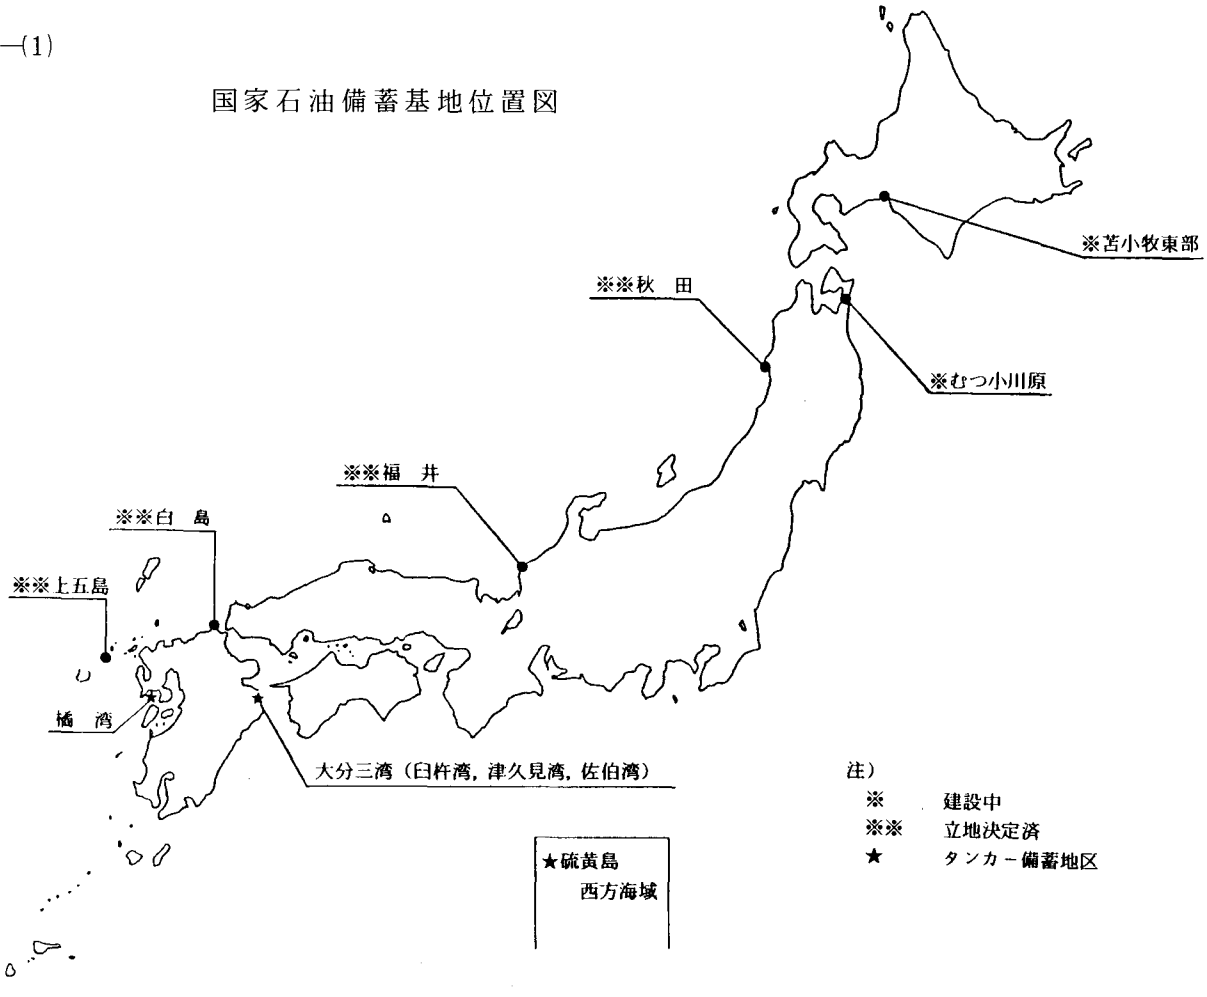 —(1)
国家石油備蓄基地位置図
※苫小牧東部
※※秋 田
※むつ小川原
※※福 井
※※白 島
※※上五島
橘 湾
大分三湾(臼杵湾,津久見湾,佐伯湾)
注)
※ 建設中
※※ 立地決定済
★ タンカー備蓄地区
★硫黄島
西方海域